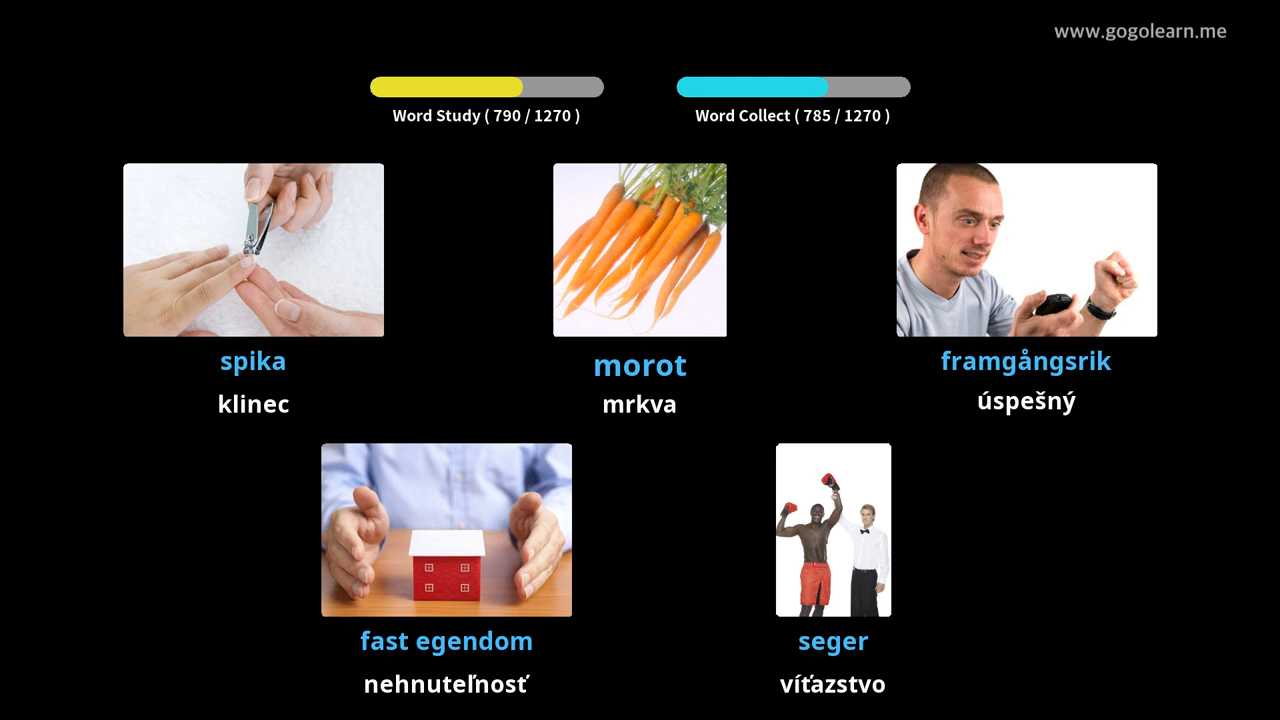 www.gogolearn.me
Word Study ( 790 / 1270 )
Word Collect ( 785 / 1270 )
spika
morot
framgångsrik
klinec
mrkva
úspešný
fast egendom
seger
nehnuteľnosť
víťazstvo